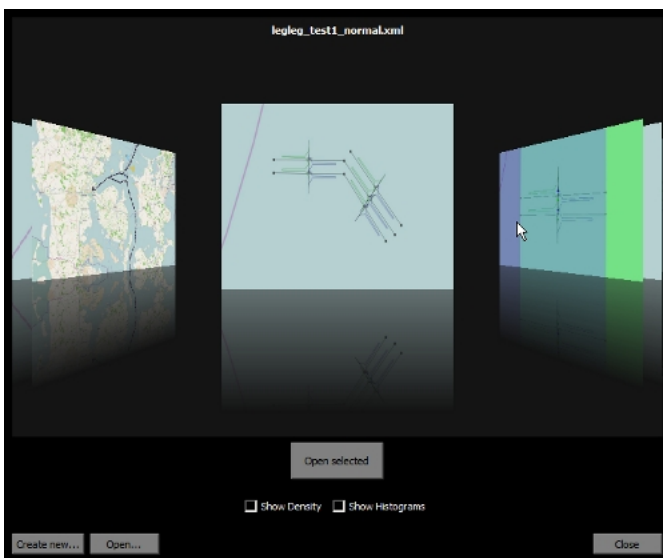 legleg_test1_normal.xml
Open selected
Show Density Show Histograms
Create new... Open... Close